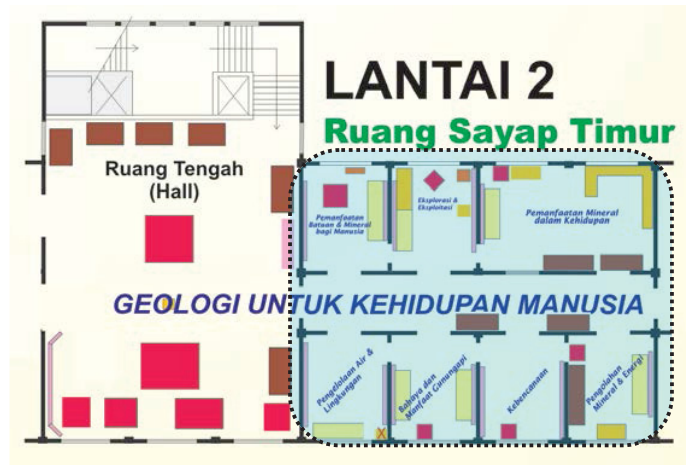 LANTAI 2
Ruang Sayap Timur
Ruang Tengah
(Hall)
Pemanfaatan
Batuan & Mineral
bagi Manusia
Eksplorasi &
Eksploitasi
Pemanfaatan Mineral
dalam Kehidupan
GEOLOGI UNTUK KEHIDUPAN MANUSIA
Pengelolaan Air &
Lingkungan
Bahaya dan
Manfaat Gunungapi
Kebencanaan
Pengolahan
Mineral & Energi